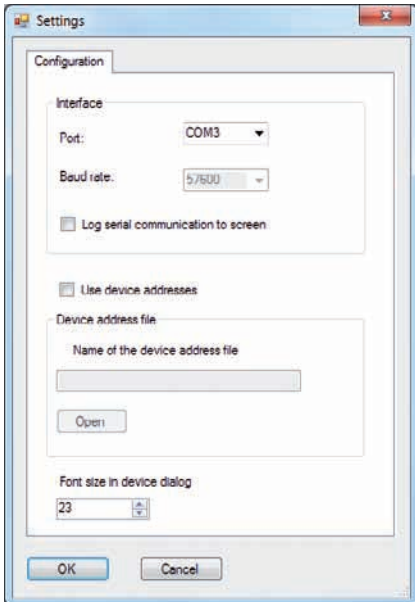 Settings
Configuration
Interface
Port:
COM3
Baud rate:
57600
Log serial communication to screen
Use device addresses
Device address file
Name of the device address file
Open
Font size in device dialog
23
OK
Cancel